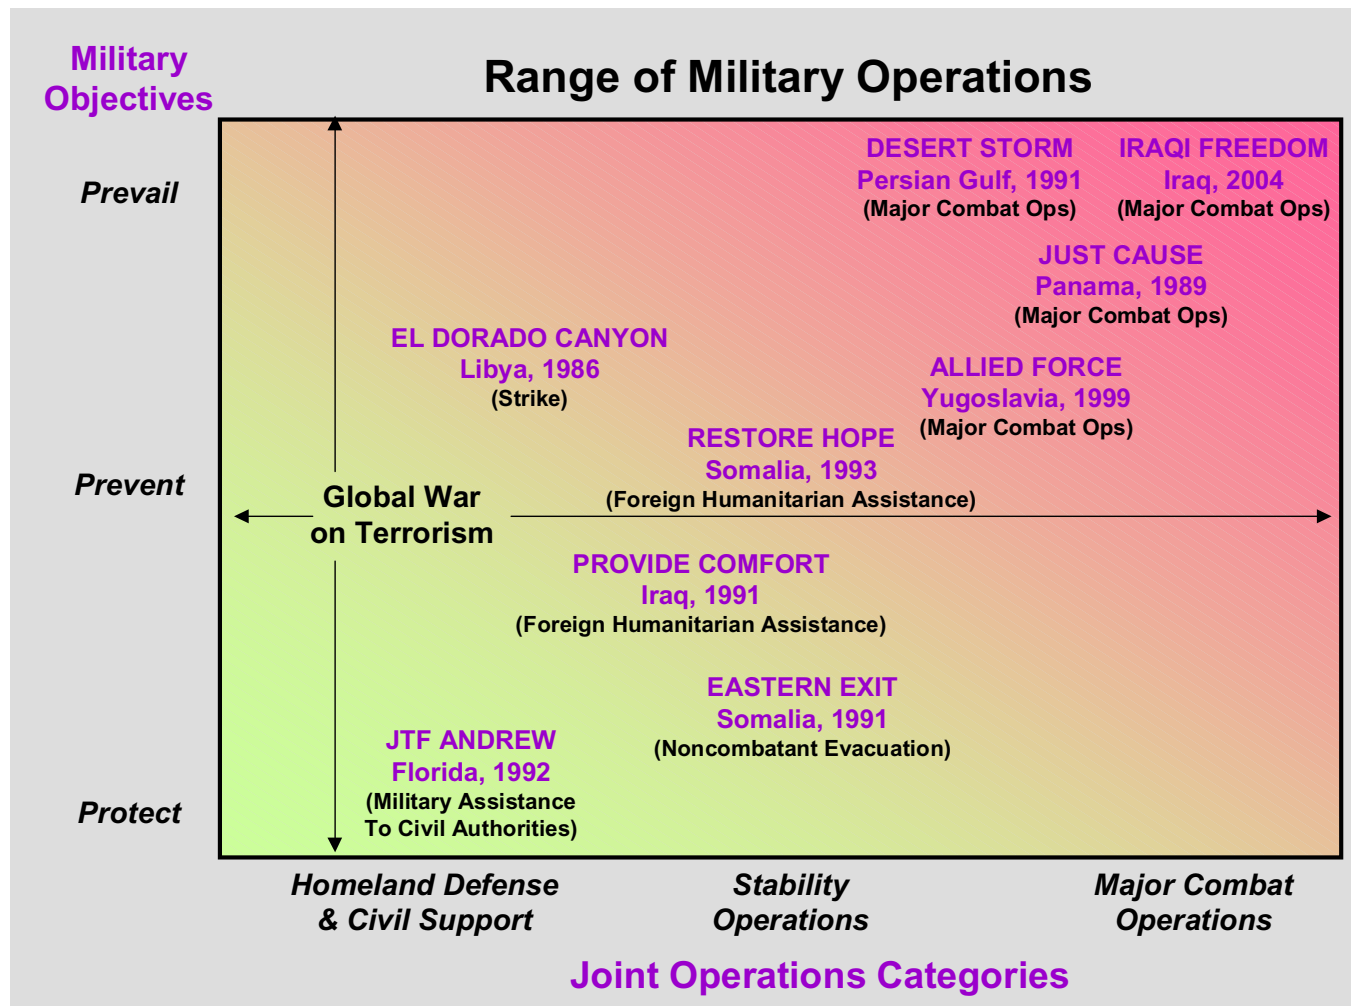 Military
Objectives
Range of Military Operations
Prevail
DESERT STORM
Persian Gulf, 1991
(Major Combat Ops)
IRAQI FREEDOM
Iraq, 2004
(Major Combat Ops)
JUST CAUSE
Panama, 1989
(Major Combat Ops)
EL DORADO CANYON
Libya, 1986
(Strike)
ALLIED FORCE
Yugoslavia, 1999
(Major Combat Ops)
RESTORE HOPE
Somalia, 1993
(Foreign Humanitarian Assistance)
Prevent
Global War
on Terrorism
PROVIDE COMFORT
Iraq, 1991
(Foreign Humanitarian Assistance)
EASTERN EXIT
Somalia, 1991
(Noncombatant Evacuation)
JTF ANDREW
Florida, 1992
(Military Assistance
To Civil Authorities)
Protect
Homeland Defense
& Civil Support
Stability
Operations
Major Combat
Operations
Joint Operations Categories